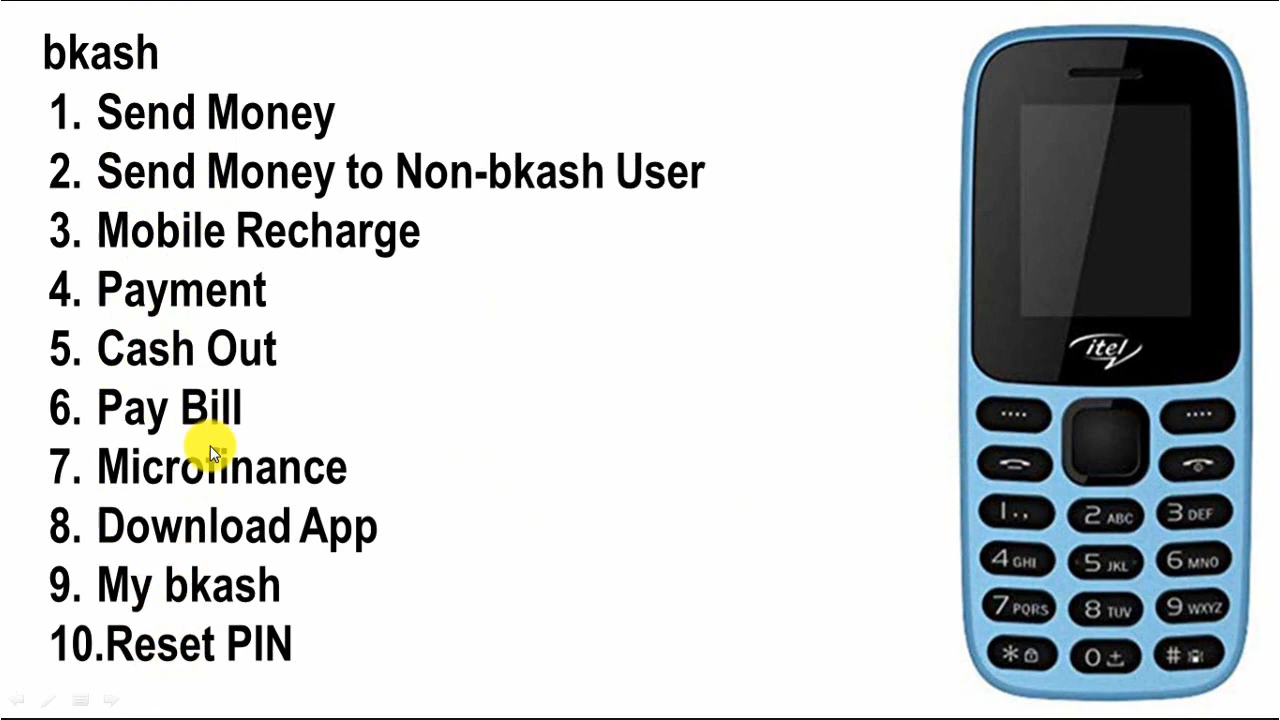 bkash
1. Send Money
2. Send Money to Non-bkash User
3. Mobile Recharge
4. Payment
5. Cash Out
6. Pay Bill
7. Microfinance
8. Download App
9. My bkash
10.Reset PIN
itel
1.,
2 ABC
3 DEF
4 GHI
5 JKL
6 MNO
7 PQRS
8 TUV
9 WXYZ
*
0
#